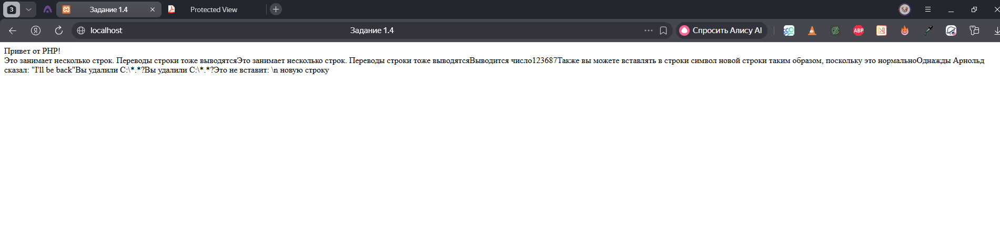 3
Задание 1.4
Protected View
Я
localhost
Задание 1.4
Спросить Алису AI
ABP
Привет от PHP!
Это занимает несколько строк. Переводы строки тоже выводятсяЭто занимает несколько строк. Переводы строки тоже выводятсяВыводится число123687Также вы можете вставлять в строки символ новой строки таким образом, поскольку это нормальноОднажды Арнольд
сказал: "I'll be back"Вы удалили C:\*.*?Вы удалили C:\*.*?Это не вставит: \n новую строку